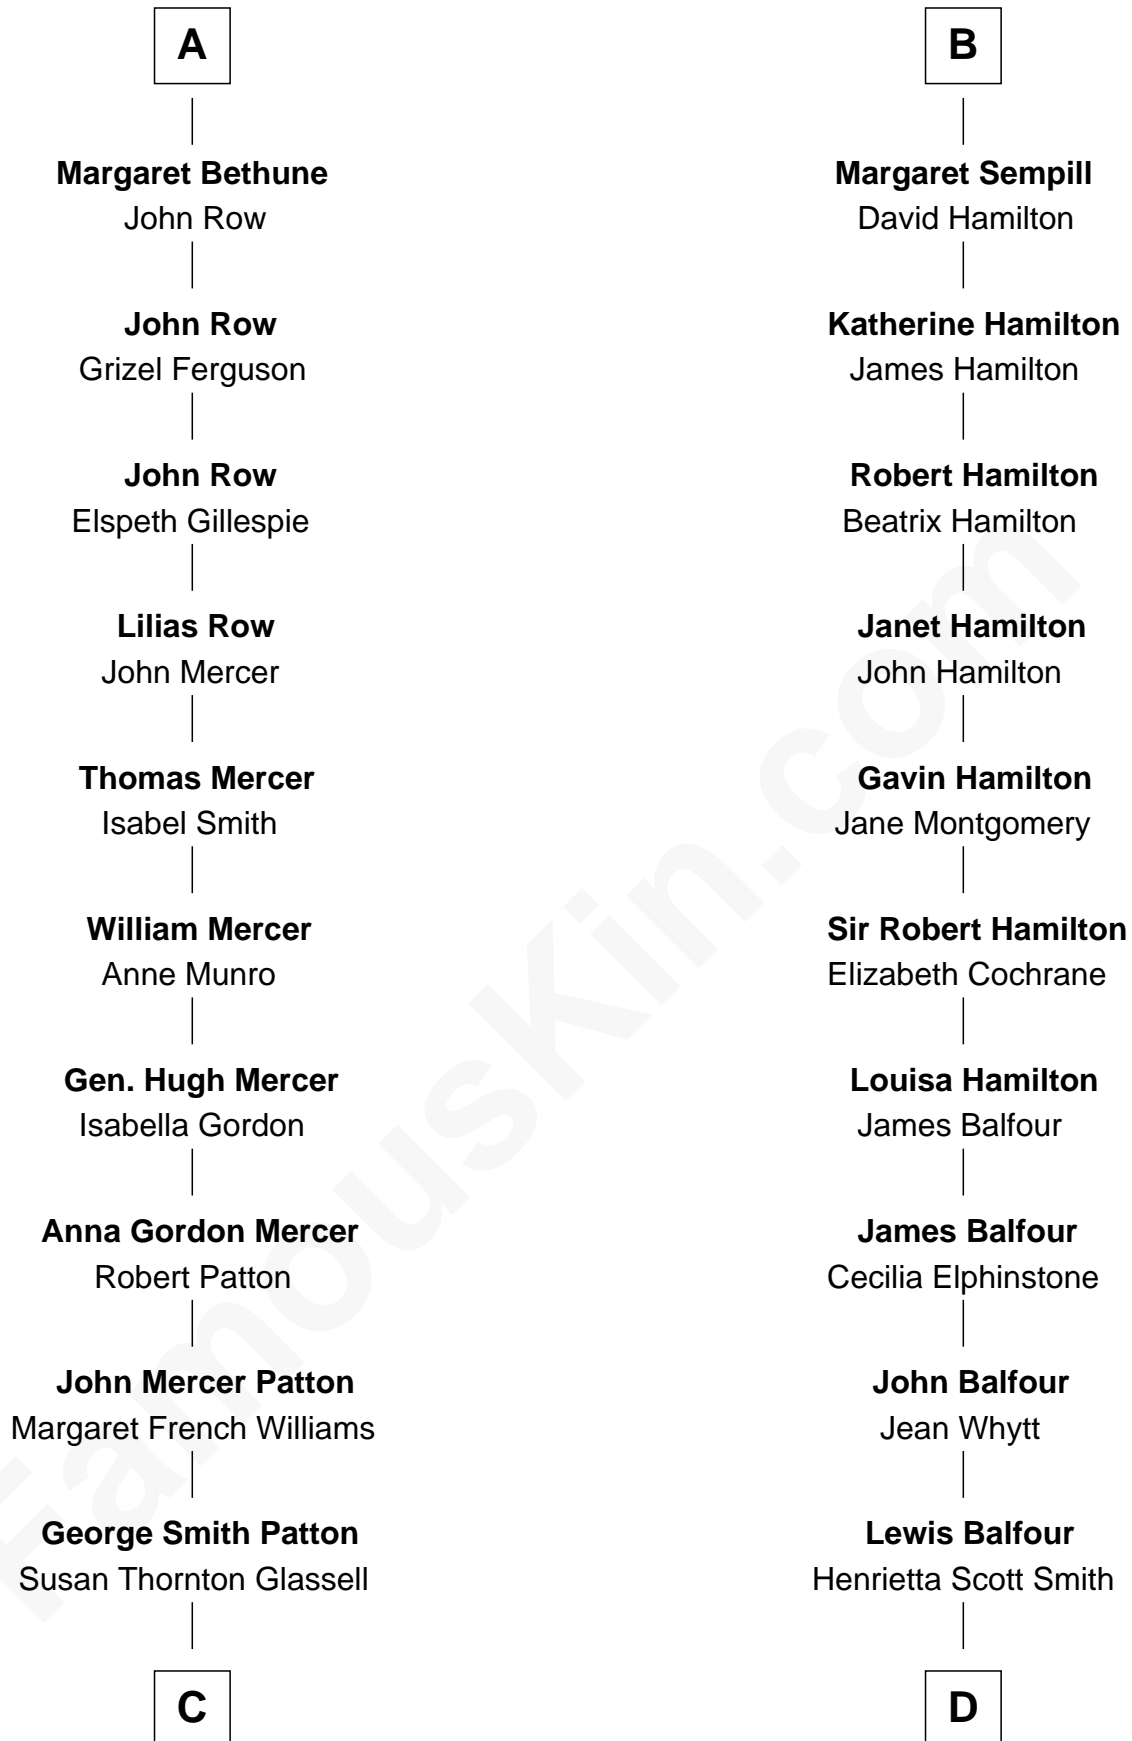 A
Margaret Bethune
John Row
John Row
Grizel Ferguson
John Row
Elspeth Gillespie
Lilias Row
John Mercer
Thomas Mercer
Isabel Smith
William Mercer
Anne Munro
Gen. Hugh Mercer
Isabella Gordon
Anna Gordon Mercer
Robert Patton
John Mercer Patton
Margaret French Williams
George Smith Patton
Susan Thornton Glassell
C
B
Margaret Sempill
David Hamilton
Katherine Hamilton
James Hamilton
Robert Hamilton
Beatrix Hamilton
Janet Hamilton
John Hamilton
Gavin Hamilton
Jane Montgomery
Sir Robert Hamilton
Elizabeth Cochrane
Louisa Hamilton
James Balfour
James Balfour
Cecilia Elphinstone
John Balfour
Jean Whytt
Lewis Balfour
Henrietta Scott Smith
D
FamousKin.com